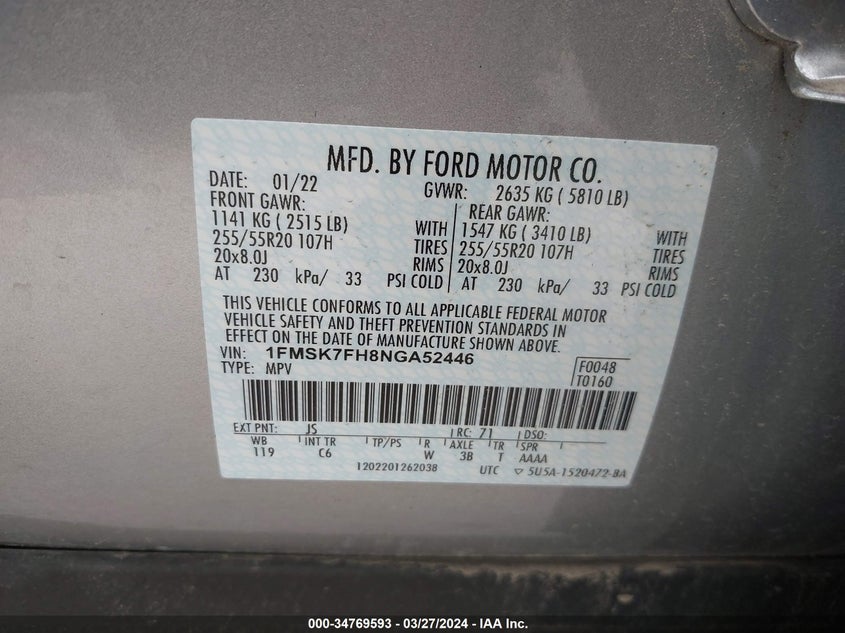 MFD. BY FORD MOTOR CO.
DATE: 01/22 GVWR: 2635 KG ( 5810 LB)
FRONT GAWR: REAR GAWR:
1141 KG ( 2515 LB) WITH 1547 KG ( 3410 LB) WITH
255/55R20 107H TIRES 255/55R20 107H TIRES
20x8.0J RIMS 20x8.0J RIMS
AT 230 kPa/ 33 PSI COLD AT 230 kPa/ 33 PSI COLD
THIS VEHICLE CONFORMS TO ALL APPLICABLE FEDERAL MOTOR
VEHICLE SAFETY AND THEFT PREVENTION STANDARDS IN
EFFECT ON THE DATE OF MANUFACTURE SHOWN ABOVE.
VIN: 1FMSK7FH8NGA52446 F0048
TYPE: MPV T0160
EXT PNT: JS RC: 71 DSO:
WB INT TR TP/PS R AXLE TR SPR
119 C6 W 3B T AAAA
1202201262038 UTC ▽ 5U5A-1520472-BA
000-34769593 - 03/27/2024 - IAA Inc.